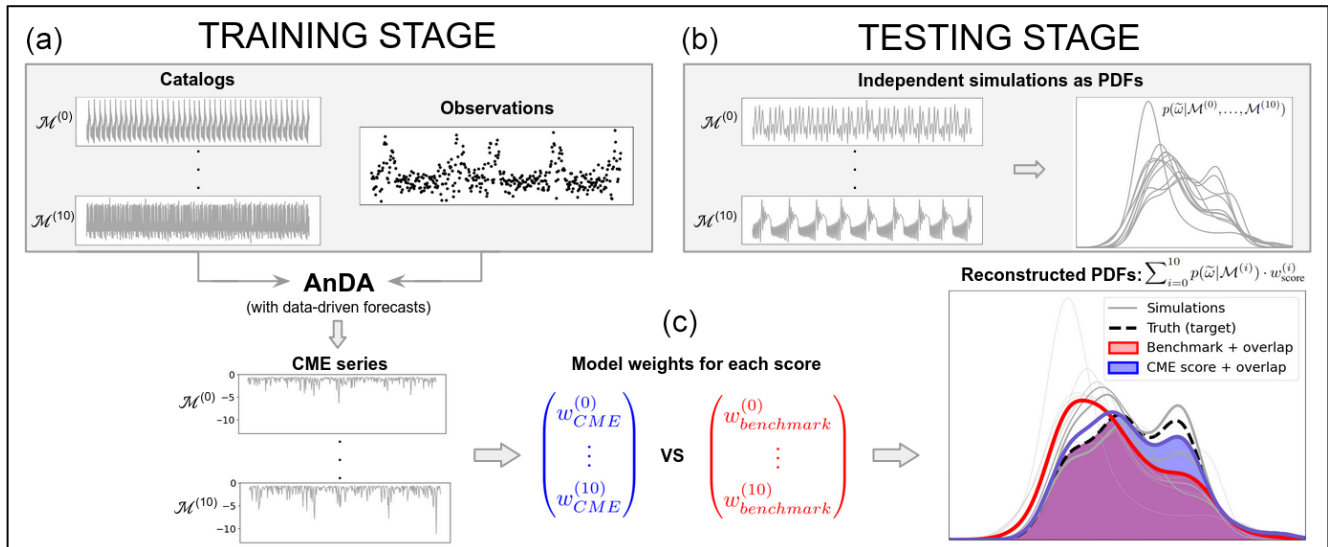 (a) TRAINING STAGE
Catalogs
ℳ(0)
Observations
ℳ(10)
AnDA
(with data-driven forecasts)
CME series
0
ℳ(0)
−5
−10
0
ℳ(10)
−5
−10
(b) TESTING STAGE
Independent simulations as PDFs
ℳ(0)
p(ω̃|ℳ(0),…,ℳ(10))
ℳ(10)
(c)
Model weights for each score
w(0)CME
⋮
w(10)CME
vs
w(0)benchmark
⋮
w(10)benchmark
Reconstructed PDFs: ∑10i=0 p(ω̃|ℳ(i)) · w(i)score
Simulations
Truth (target)
Benchmark + overlap
CME score + overlap